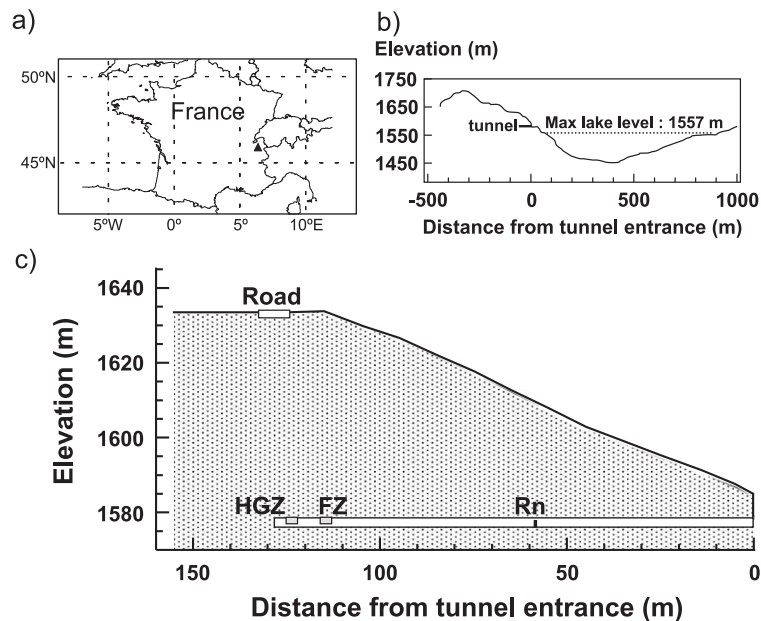 a)
50ºN
France
45ºN
5ºW 0º 5º 10ºE
b)
Elevation (m)
1750
1650
1550
1450
tunnel
Max lake level : 1557 m
-500 0 500 1000
Distance from tunnel entrance (m)
c)
Elevation (m)
1640
1620
1600
1580
Road
HGZ FZ Rn
150 100 50 0
Distance from tunnel entrance (m)